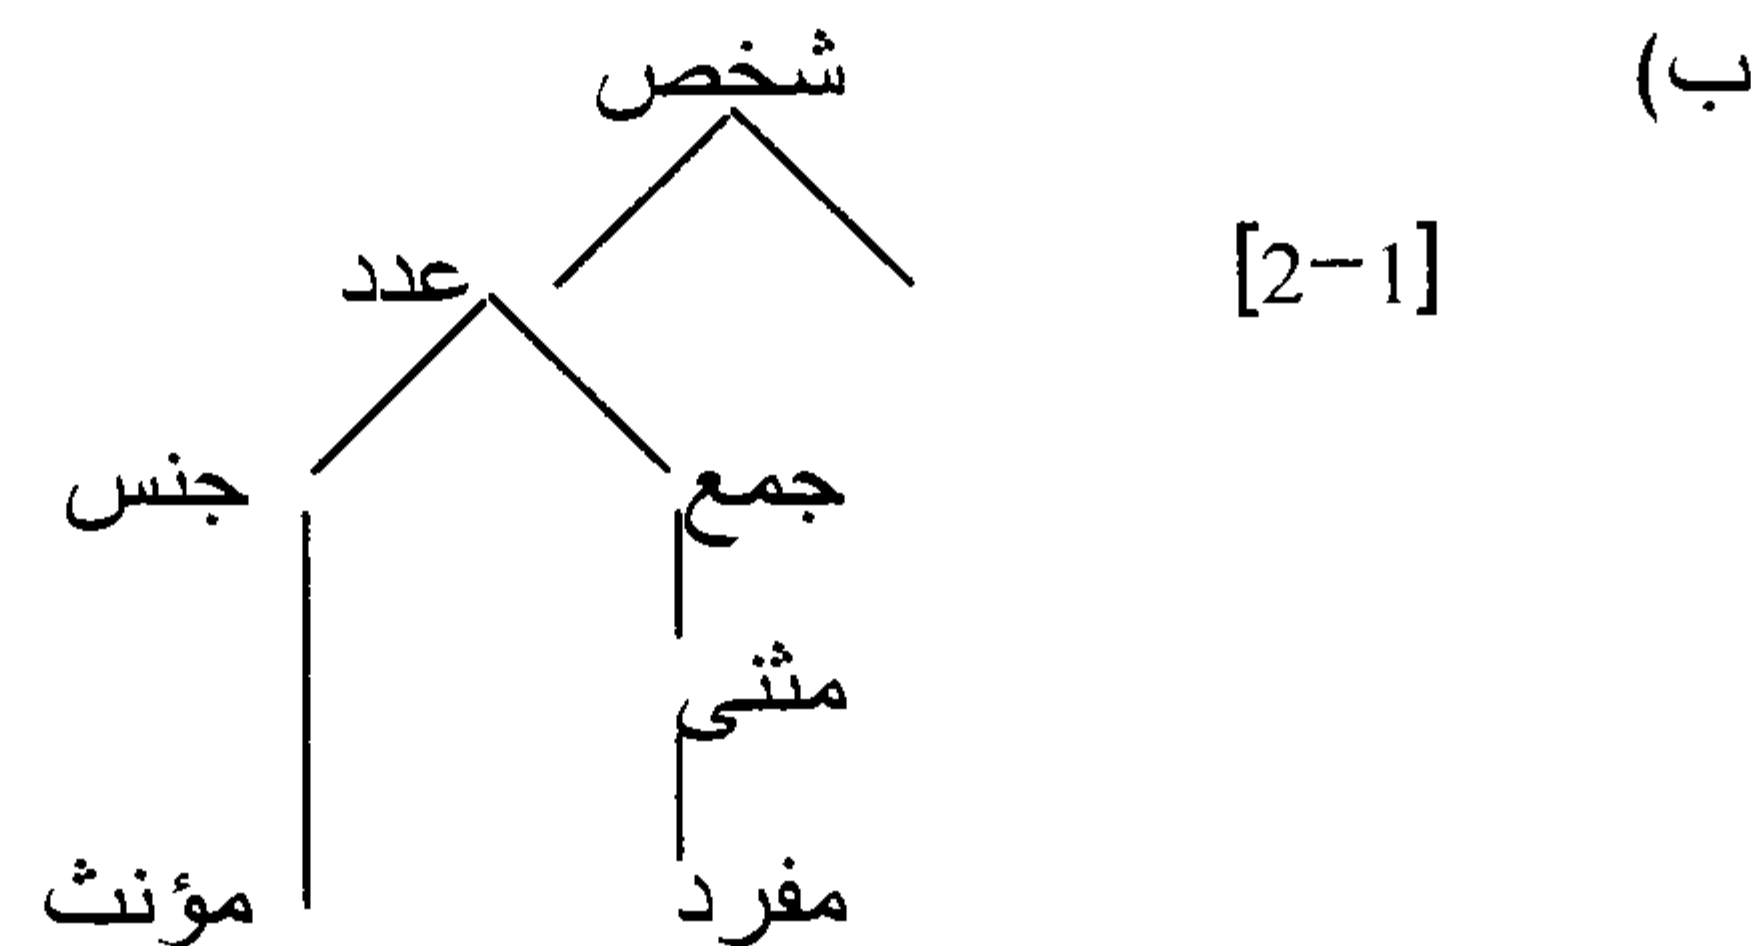 ب) شخص
[1-2] عدد
جمع جنس
مثنى
مفرد مؤنث